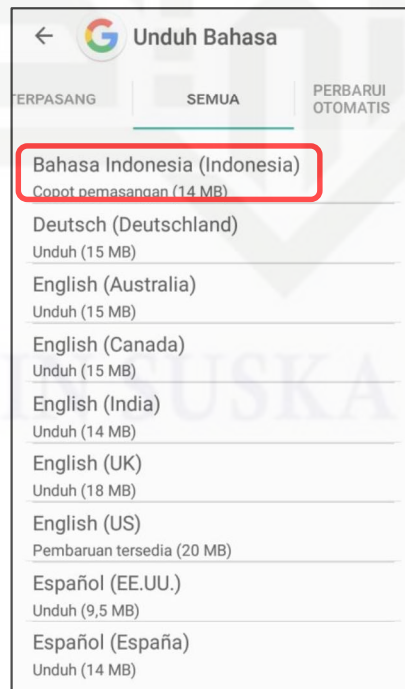 Unduh Bahasa
TERPASANG SEMUA PERBARUI OTOMATIS
Bahasa Indonesia (Indonesia)
Copot pemasangan (14 MB)
Deutsch (Deutschland)
Unduh (15 MB)
English (Australia)
Unduh (15 MB)
English (Canada)
Unduh (15 MB)
English (India)
Unduh (14 MB)
English (UK)
Unduh (18 MB)
English (US)
Pembaruan tersedia (20 MB)
Español (EE.UU.)
Unduh (9,5 MB)
Español (España)
Unduh (14 MB)
IN SUSKA